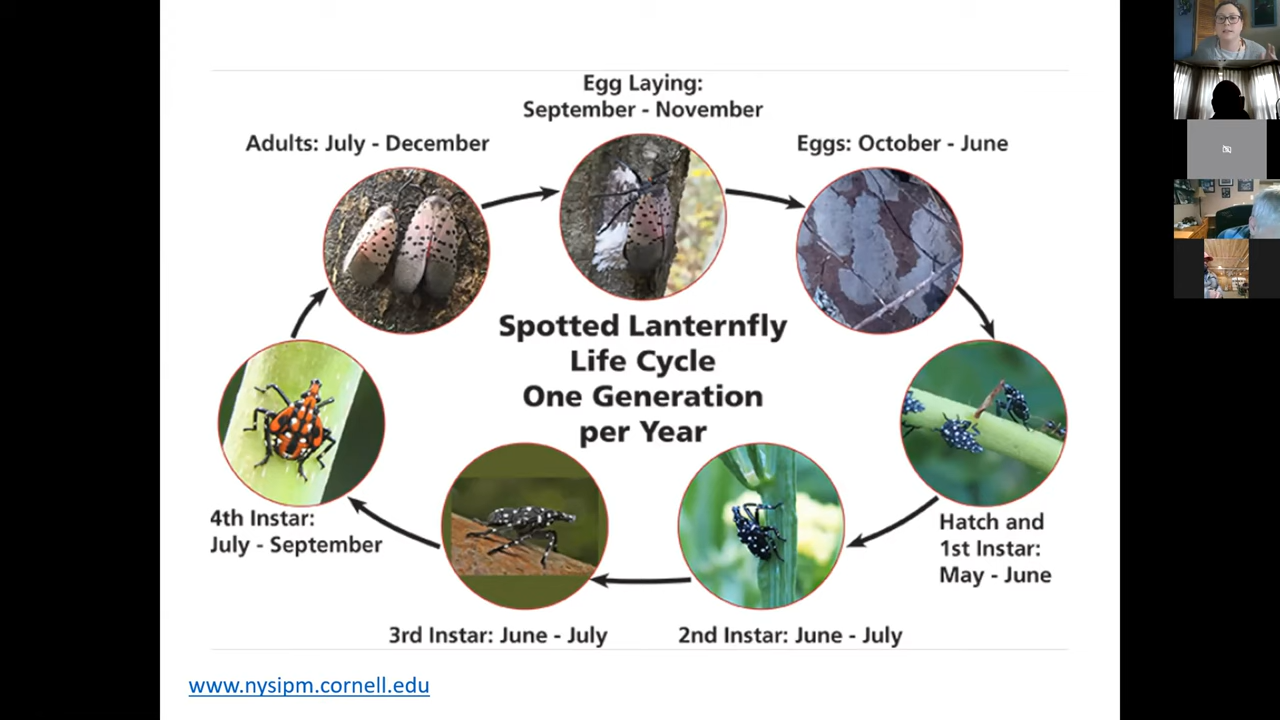 Egg Laying:
September - November
Adults: July - December
Eggs: October - June
Spotted Lanternfly
Life Cycle
One Generation
per Year
4th Instar:
July - September
Hatch and
1st Instar:
May - June
3rd Instar: June - July
2nd Instar: June - July
www.nysipm.cornell.edu